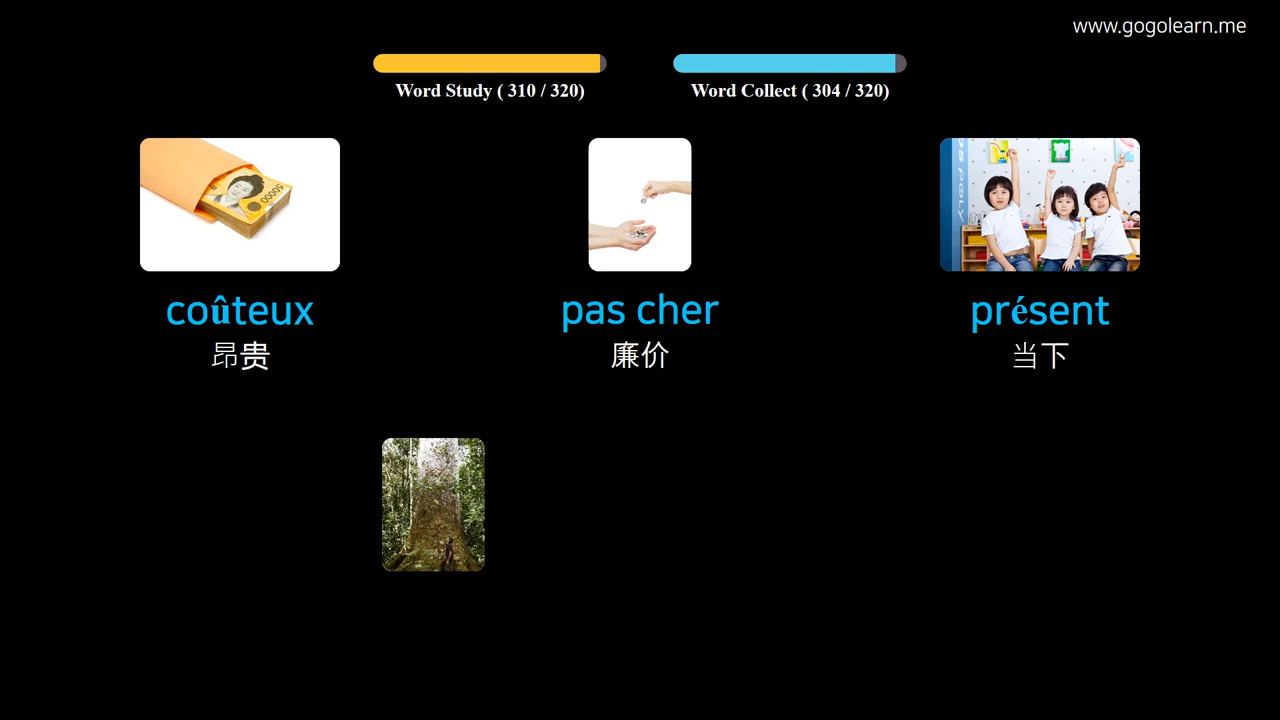 www.gogolearn.me
Word Study ( 310 / 320)
Word Collect ( 304 / 320)
50000
coûteux
pas cher
présent
昂贵
廉价
当下